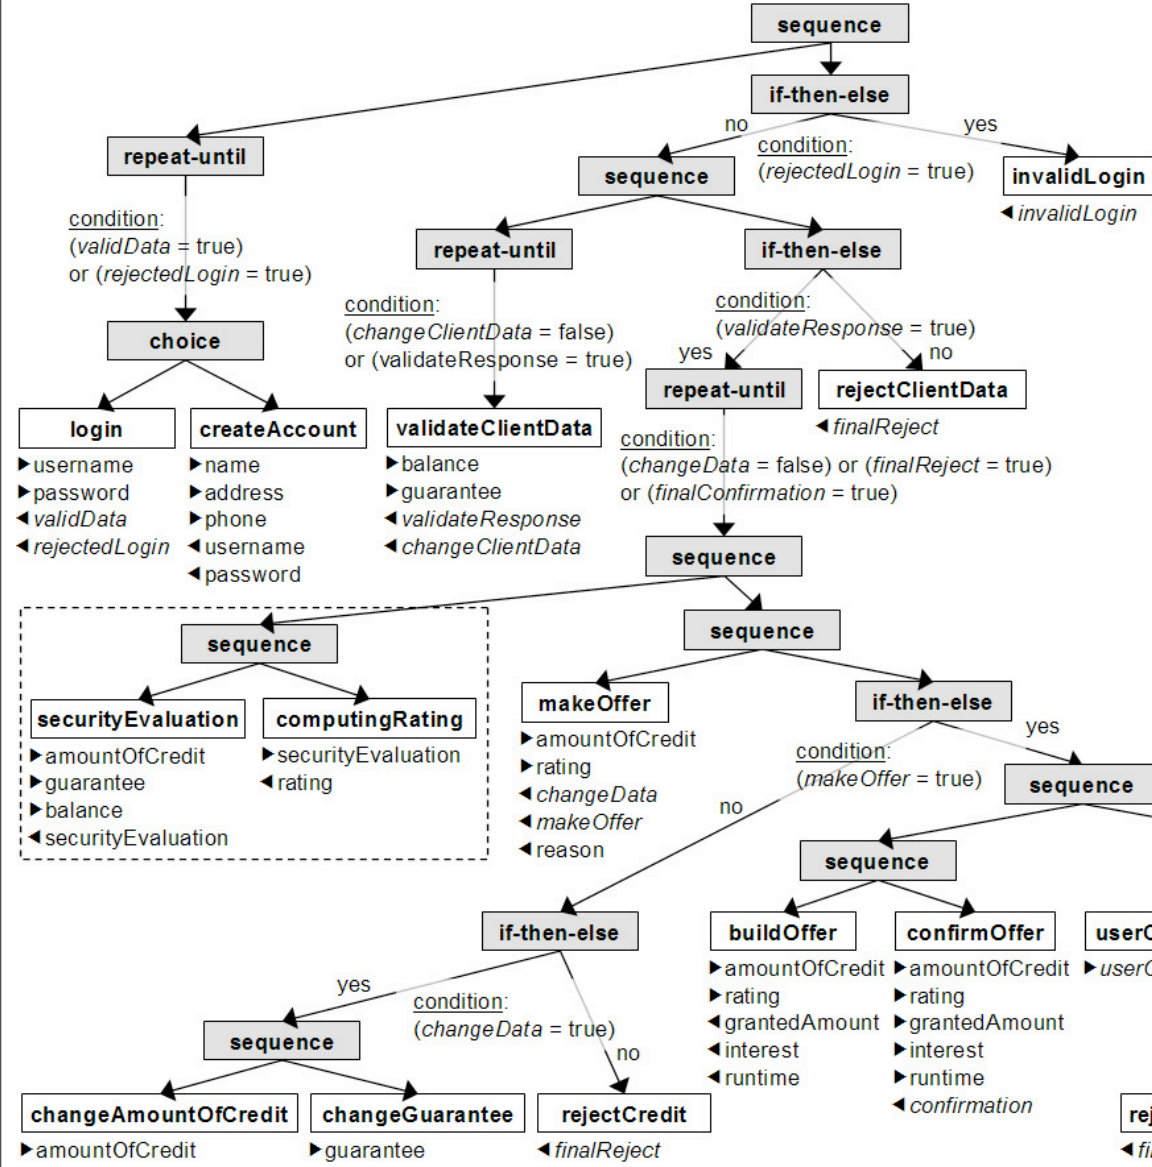 sequence
if-then-else
no
yes
condition:
(rejectedLogin = true)
repeat-until
sequence
invalidLogin
◀ invalidLogin
condition:
(validData = true)
or (rejectedLogin = true)
repeat-until
if-then-else
condition:
(changeClientData = false)
or (validateResponse = true)
condition:
(validateResponse = true)
yes
no
choice
repeat-until
rejectClientData
◀ finalReject
login
▶ username
▶ password
◀ validData
◀ rejectedLogin
createAccount
▶ name
▶ address
▶ phone
◀ username
◀ password
validateClientData
▶ balance
▶ guarantee
◀ validateResponse
◀ changeClientData
condition:
(changeData = false) or (finalReject = true)
or (finalConfirmation = true)
sequence
sequence
sequence
securityEvaluation
▶ amountOfCredit
▶ guarantee
▶ balance
◀ securityEvaluation
computingRating
▶ securityEvaluation
◀ rating
makeOffer
▶ amountOfCredit
▶ rating
◀ changeData
◀ makeOffer
◀ reason
if-then-else
yes
condition:
(makeOffer = true)
no
sequence
sequence
if-then-else
buildOffer
▶ amountOfCredit
▶ rating
◀ grantedAmount
◀ interest
◀ runtime
confirmOffer
▶ amountOfCredit
▶ rating
▶ grantedAmount
▶ interest
▶ runtime
◀ confirmation
yes
condition:
(changeData = true)
no
sequence
changeAmountOfCredit
▶ amountOfCredit
changeGuarantee
▶ guarantee
rejectCredit
◀ finalReject